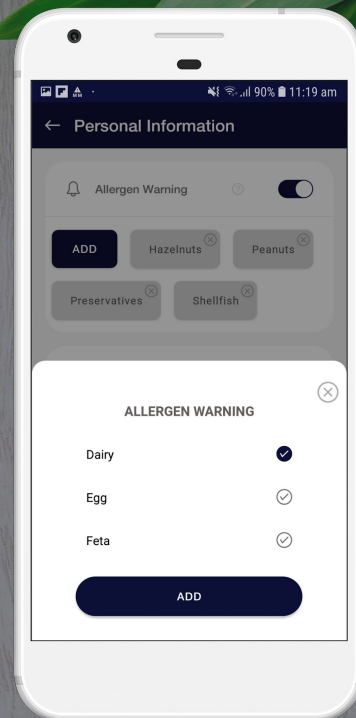 90% 11:19 am
Personal Information
Allergen Warning
ADD Hazelnuts Peanuts
Preservatives Shellfish
ALLERGEN WARNING
Dairy
Egg
Feta
ADD